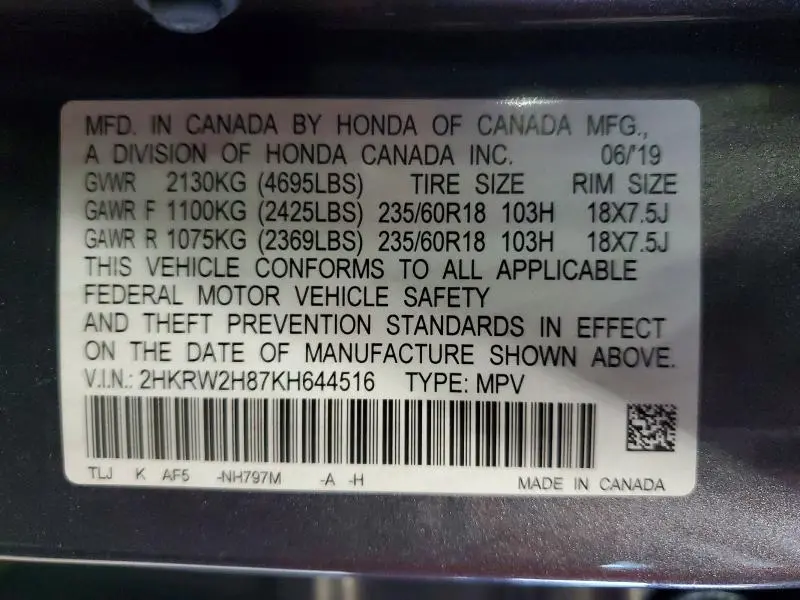 MFD. IN CANADA BY HONDA OF CANADA MFG.,
A DIVISION OF HONDA CANADA INC. 06/'19
GVWR 2130KG (4695LBS) TIRE SIZE RIM SIZE
GAWR F 1100KG (2425LBS) 235/60R18 103H 18X7.5J
GAWR R 1075KG (2369LBS) 235/60R18 103H 18X7.5J
THIS VEHICLE CONFORMS TO ALL APPLICABLE
FEDERAL MOTOR VEHICLE SAFETY
AND THEFT PREVENTION STANDARDS IN EFFECT
ON THE DATE OF MANUFACTURE SHOWN ABOVE.
V.I.N.: 2HKRW2H87KH644516 TYPE: MPV
TLJ K AF5 -NH797M -A -H
MADE IN CANADA